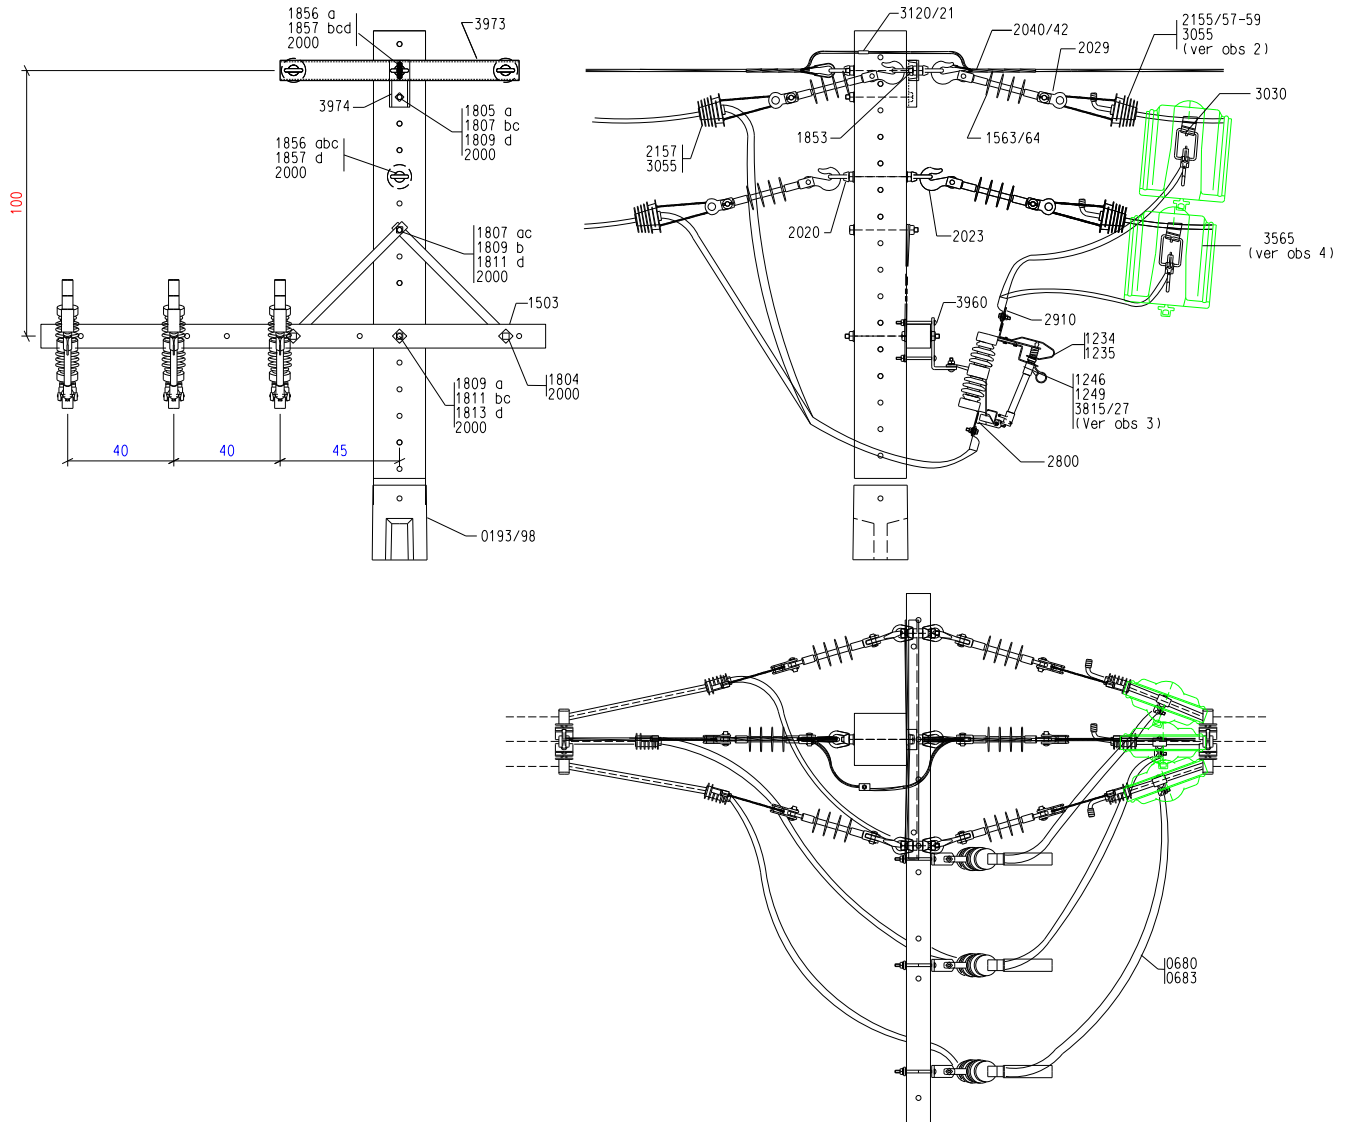 1856 a
1857 bcd
2000
3973
3974
1805 a
1807 bc
1809 d
2000
1856 abc
1857 d
2000
100
1807 ac
1809 b
1811 d
2000
1503
1804
2000
1809 a
1811 bc
1813 d
2000
40
40
45
0193/98
3120/21
2040/42
2029
2155/57-59
3055
(ver obs 2)
3030
1853
1563/64
2157
3055
2020
2023
3565
(ver obs 4)
3960
2910
1234
1235
1246
1249
3815/27
(Ver obs 3)
2800
0680
0683